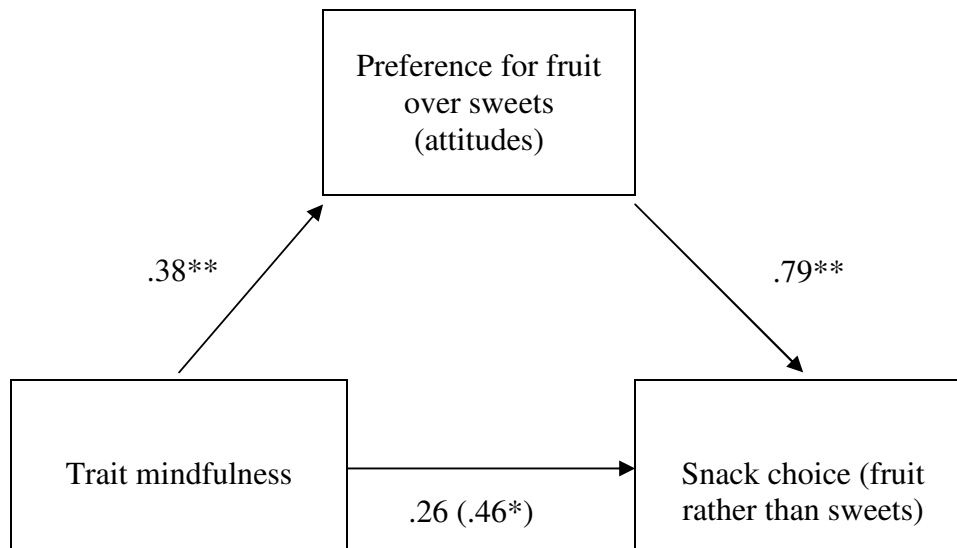 Preference for fruit
over sweets
(attitudes)
.38**
.79**
Trait mindfulness
.26 (.46*)
Snack choice (fruit
rather than sweets)